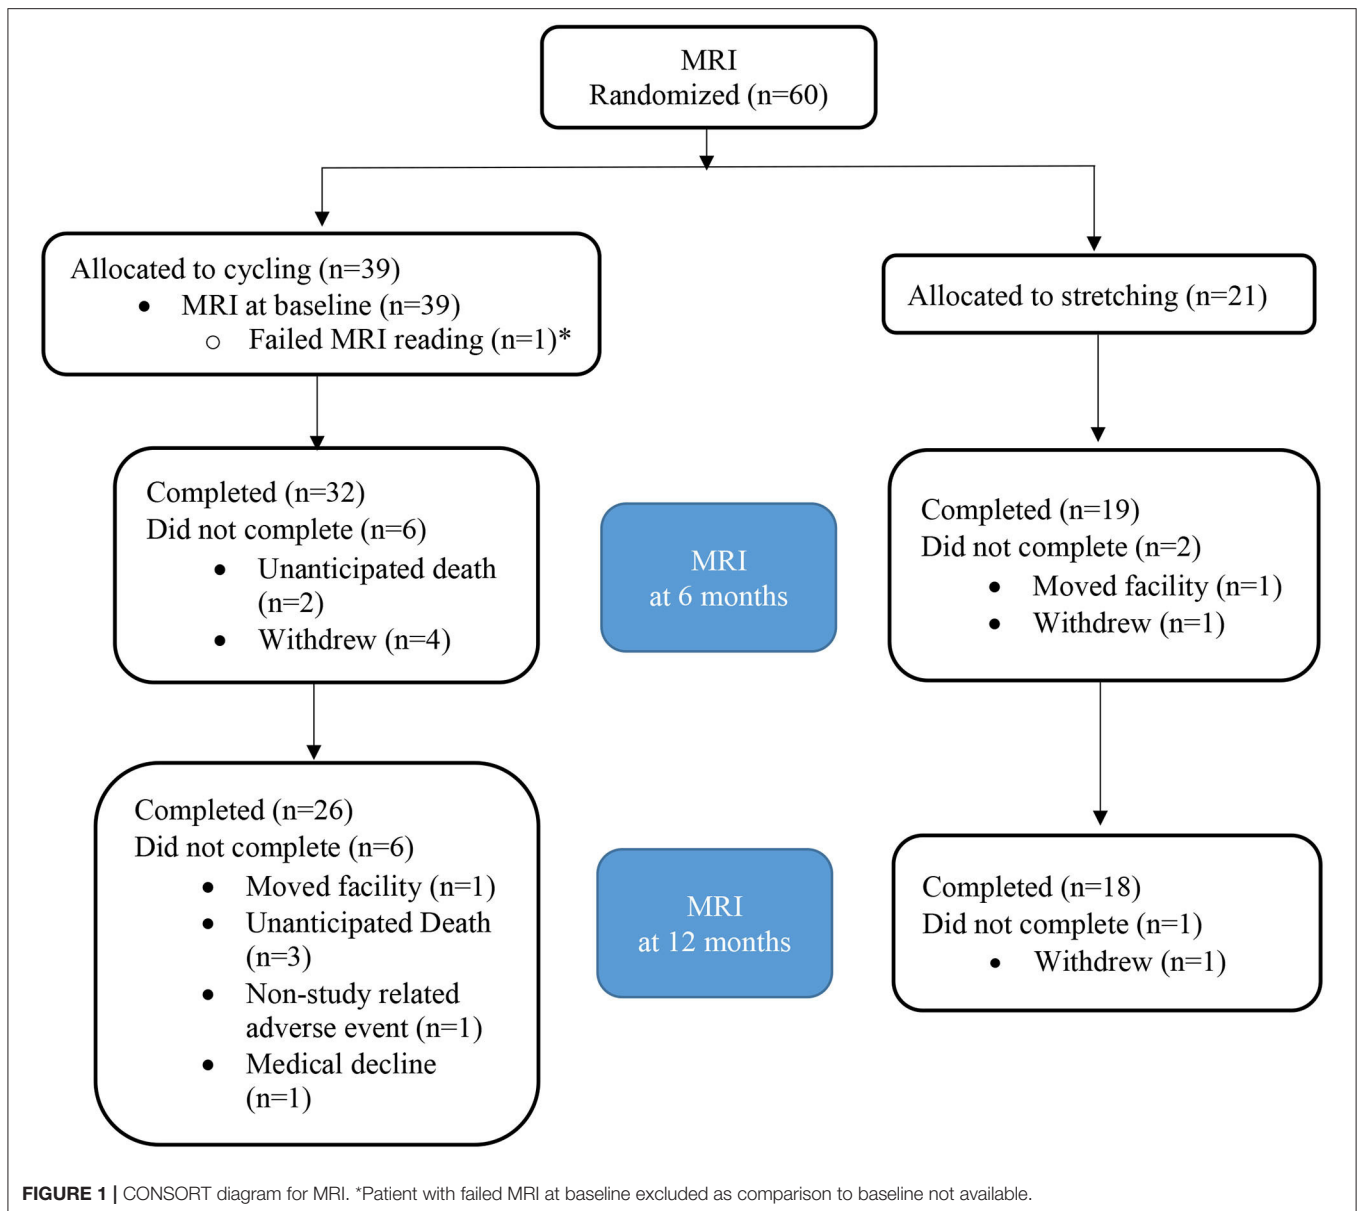 MRI
Randomized (n=60)
Allocated to cycling (n=39)
• MRI at baseline (n=39)
o Failed MRI reading (n=1)*
Allocated to stretching (n=21)
Completed (n=32)
Did not complete (n=6)
• Unanticipated death
(n=2)
• Withdrew (n=4)
MRI
at 6 months
Completed (n=19)
Did not complete (n=2)
• Moved facility (n=1)
• Withdrew (n=1)
Completed (n=26)
Did not complete (n=6)
• Moved facility (n=1)
• Unanticipated Death
(n=3)
• Non-study related
adverse event (n=1)
• Medical decline
(n=1)
MRI
at 12 months
Completed (n=18)
Did not complete (n=1)
• Withdrew (n=1)
FIGURE 1 | CONSORT diagram for MRI. *Patient with failed MRI at baseline excluded as comparison to baseline not available.